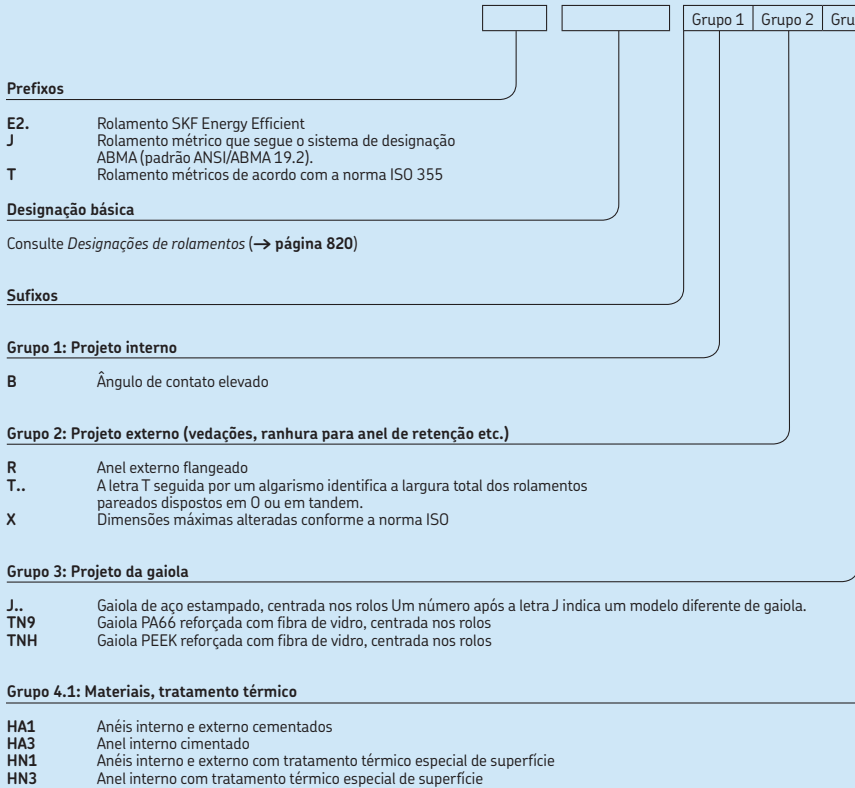 Grupo 1 Grupo 2 Gru
Prefixos
E2. Rolamento SKF Energy Efficient
J Rolamento métrico que segue o sistema de designação
ABMA (padrão ANSI/ABMA 19.2).
T Rolamento métricos de acordo com a norma ISO 355
Designação básica
Consulte Designações de rolamentos (→ página 820)
Sufixos
Grupo 1: Projeto interno
B Ângulo de contato elevado
Grupo 2: Projeto externo (vedações, ranhura para anel de retenção etc.)
R Anel externo flangeado
T.. A letra T seguida por um algarismo identifica a largura total dos rolamentos
pareados dispostos em O ou em tandem.
X Dimensões máximas alteradas conforme a norma ISO
Grupo 3: Projeto da gaiola
J.. Gaiola de aço estampado, centrada nos rolos Um número após a letra J indica um modelo diferente de gaiola.
TN9 Gaiola PA66 reforçada com fibra de vidro, centrada nos rolos
TNH Gaiola PEEK reforçada com fibra de vidro, centrada nos rolos
Grupo 4.1: Materiais, tratamento térmico
HA1 Anéis interno e externo cementados
HA3 Anel interno cimentado
HN1 Anéis interno e externo com tratamento térmico especial de superfície
HN3 Anel interno com tratamento térmico especial de superfície